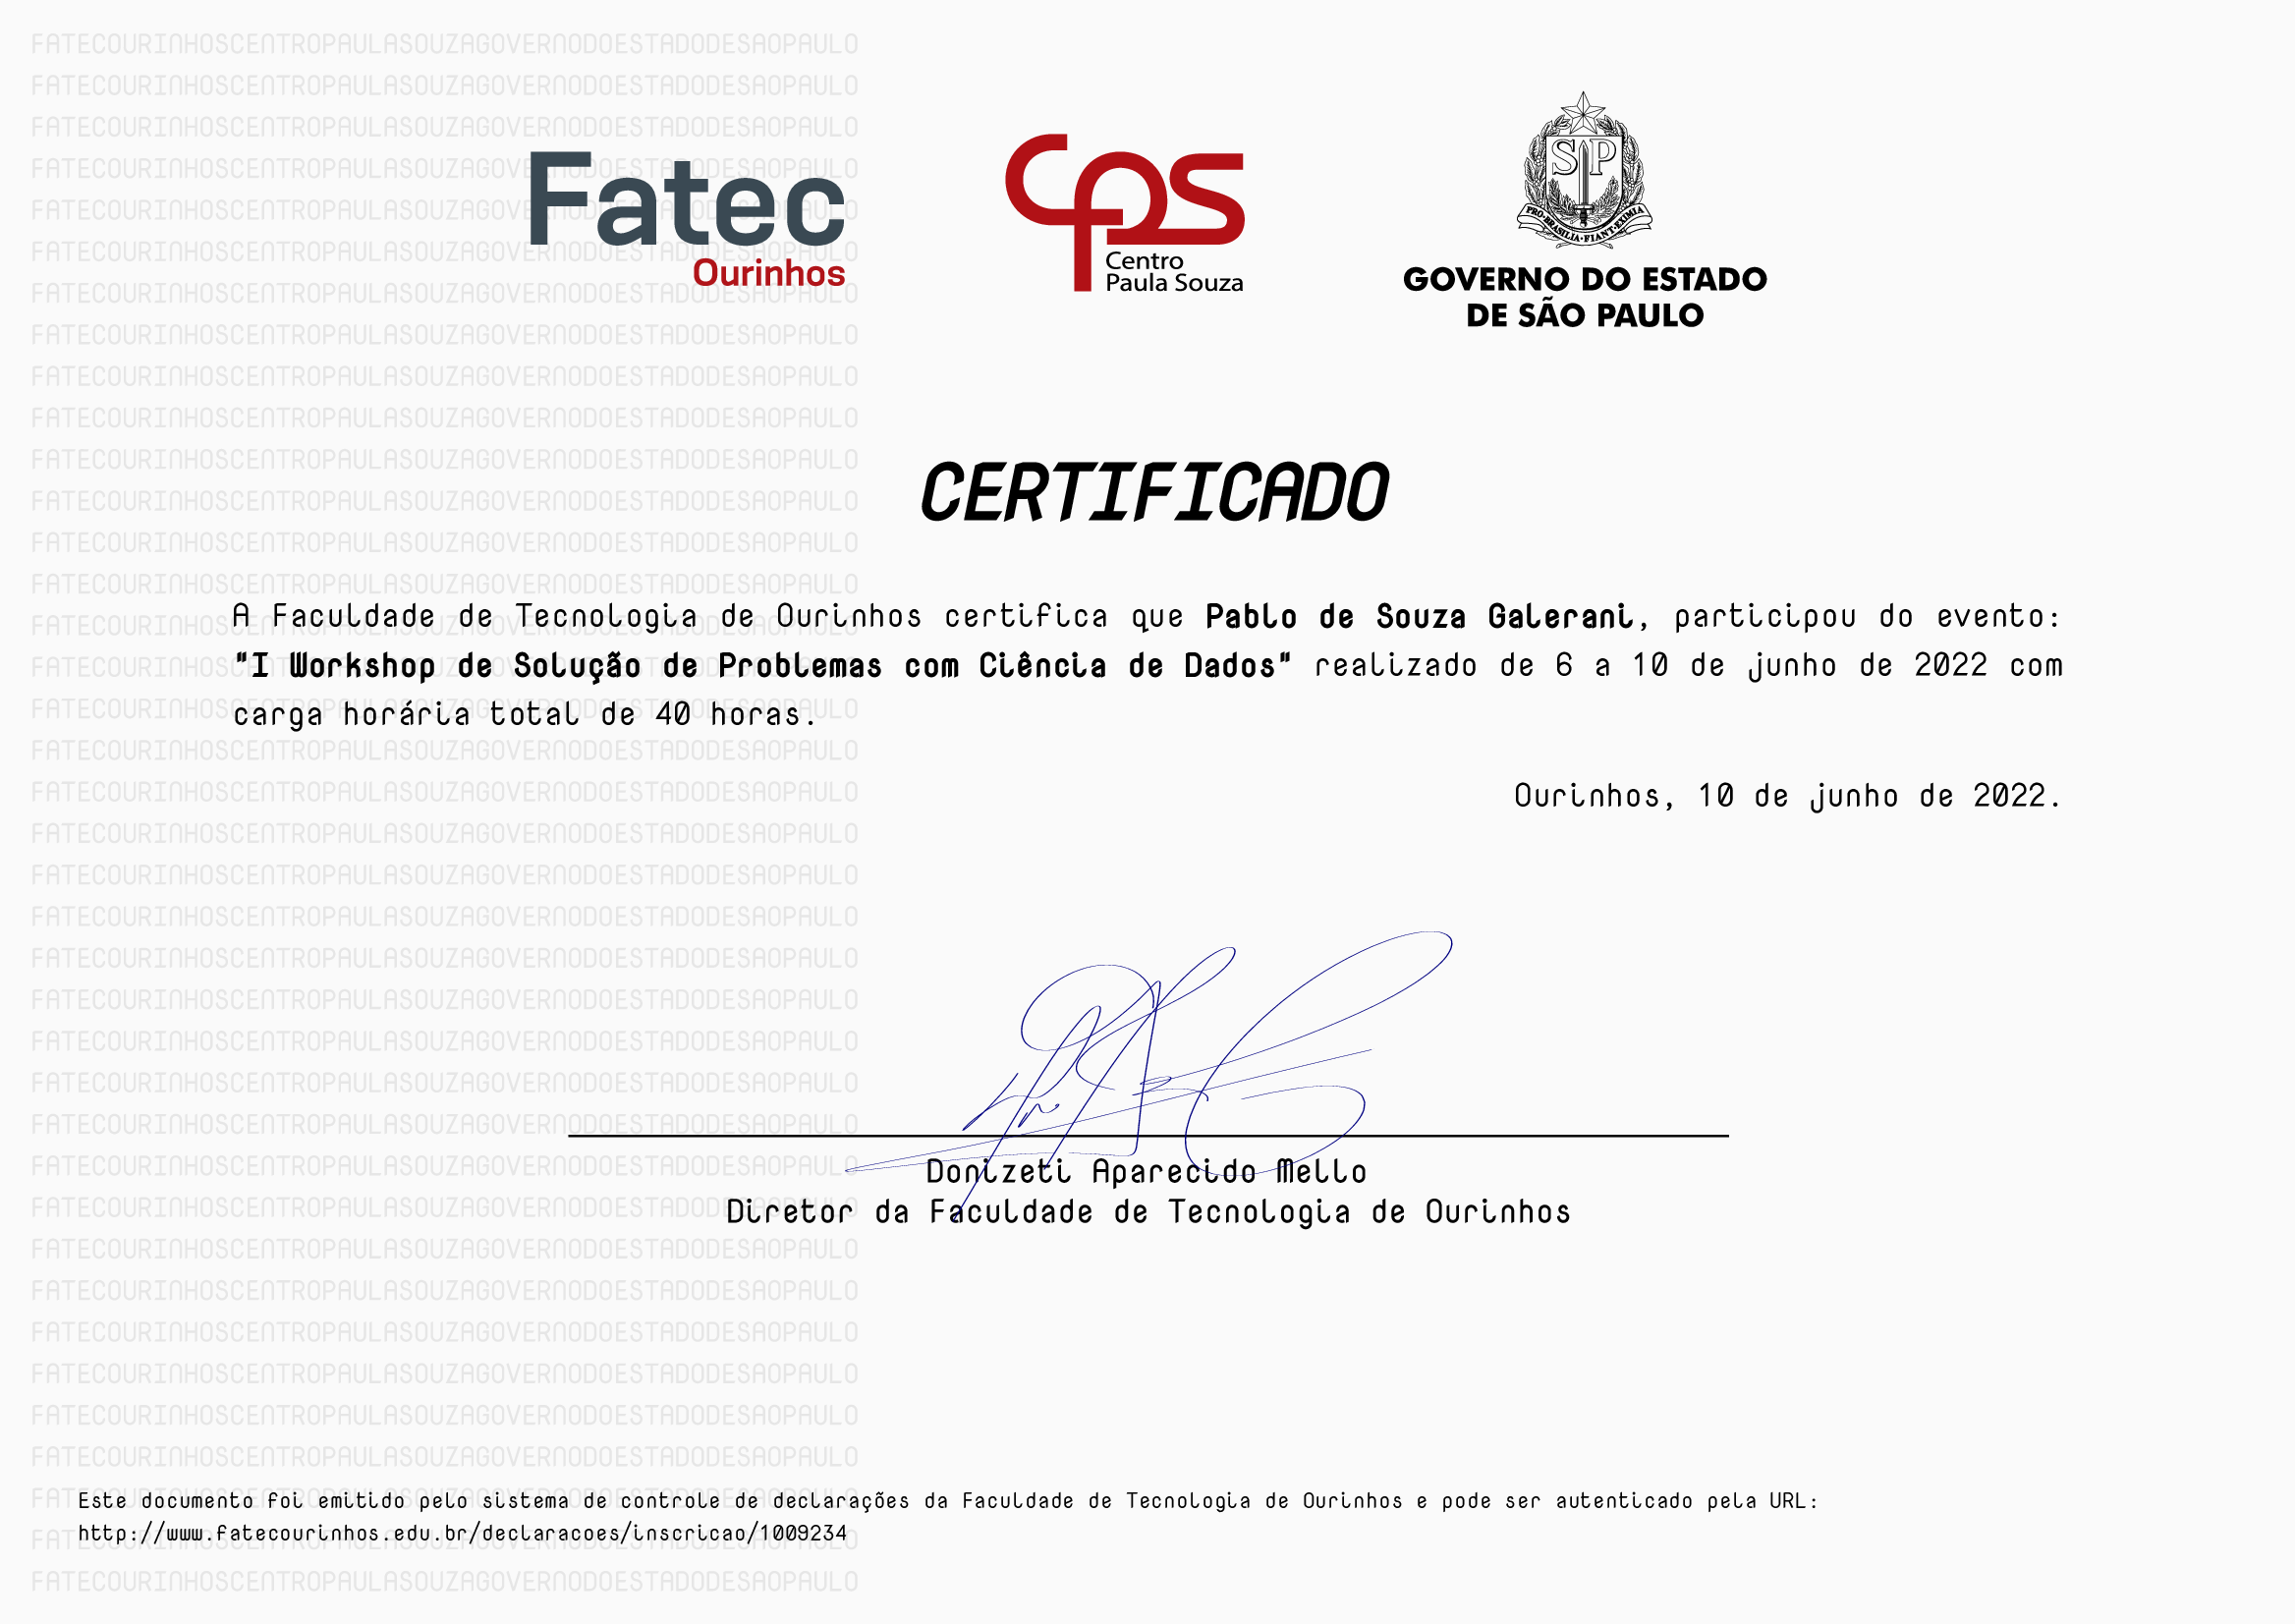 Fatec
Ourinhos
cps
Centro
Paula Souza
SP
PRO·BRASILIA·FIANT·EXIMIA
GOVERNO DO ESTADO
DE SÃO PAULO
CERTIFICADO
A Faculdade de Tecnologia de Ourinhos certifica que Pablo de Souza Galerani, participou do evento:
"I Workshop de Solução de Problemas com Ciência de Dados" realizado de 6 a 10 de junho de 2022 com
carga horária total de 40 horas.
Ourinhos, 10 de junho de 2022.
Donizeti Aparecido Mello
Diretor da Faculdade de Tecnologia de Ourinhos
Este documento foi emitido pelo sistema de controle de declarações da Faculdade de Tecnologia de Ourinhos e pode ser autenticado pela URL:
http://www.fatecourinhos.edu.br/declaracoes/inscricao/1009234
FATECOURINHOSCENTROPAULASOUZAGOVERNODOESTADODESAOPAULO